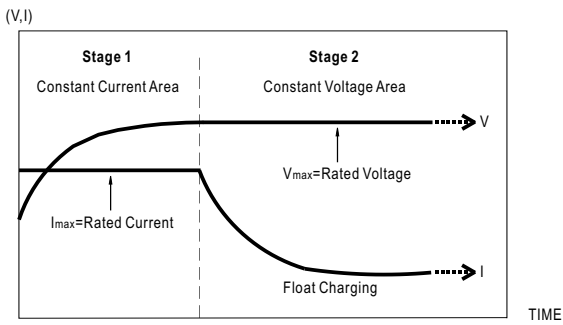 (V,I)
Stage 1
Stage 2
Constant Current Area
Constant Voltage Area
V
Vmax=Rated Voltage
Imax=Rated Current
I
Float Charging
TIME